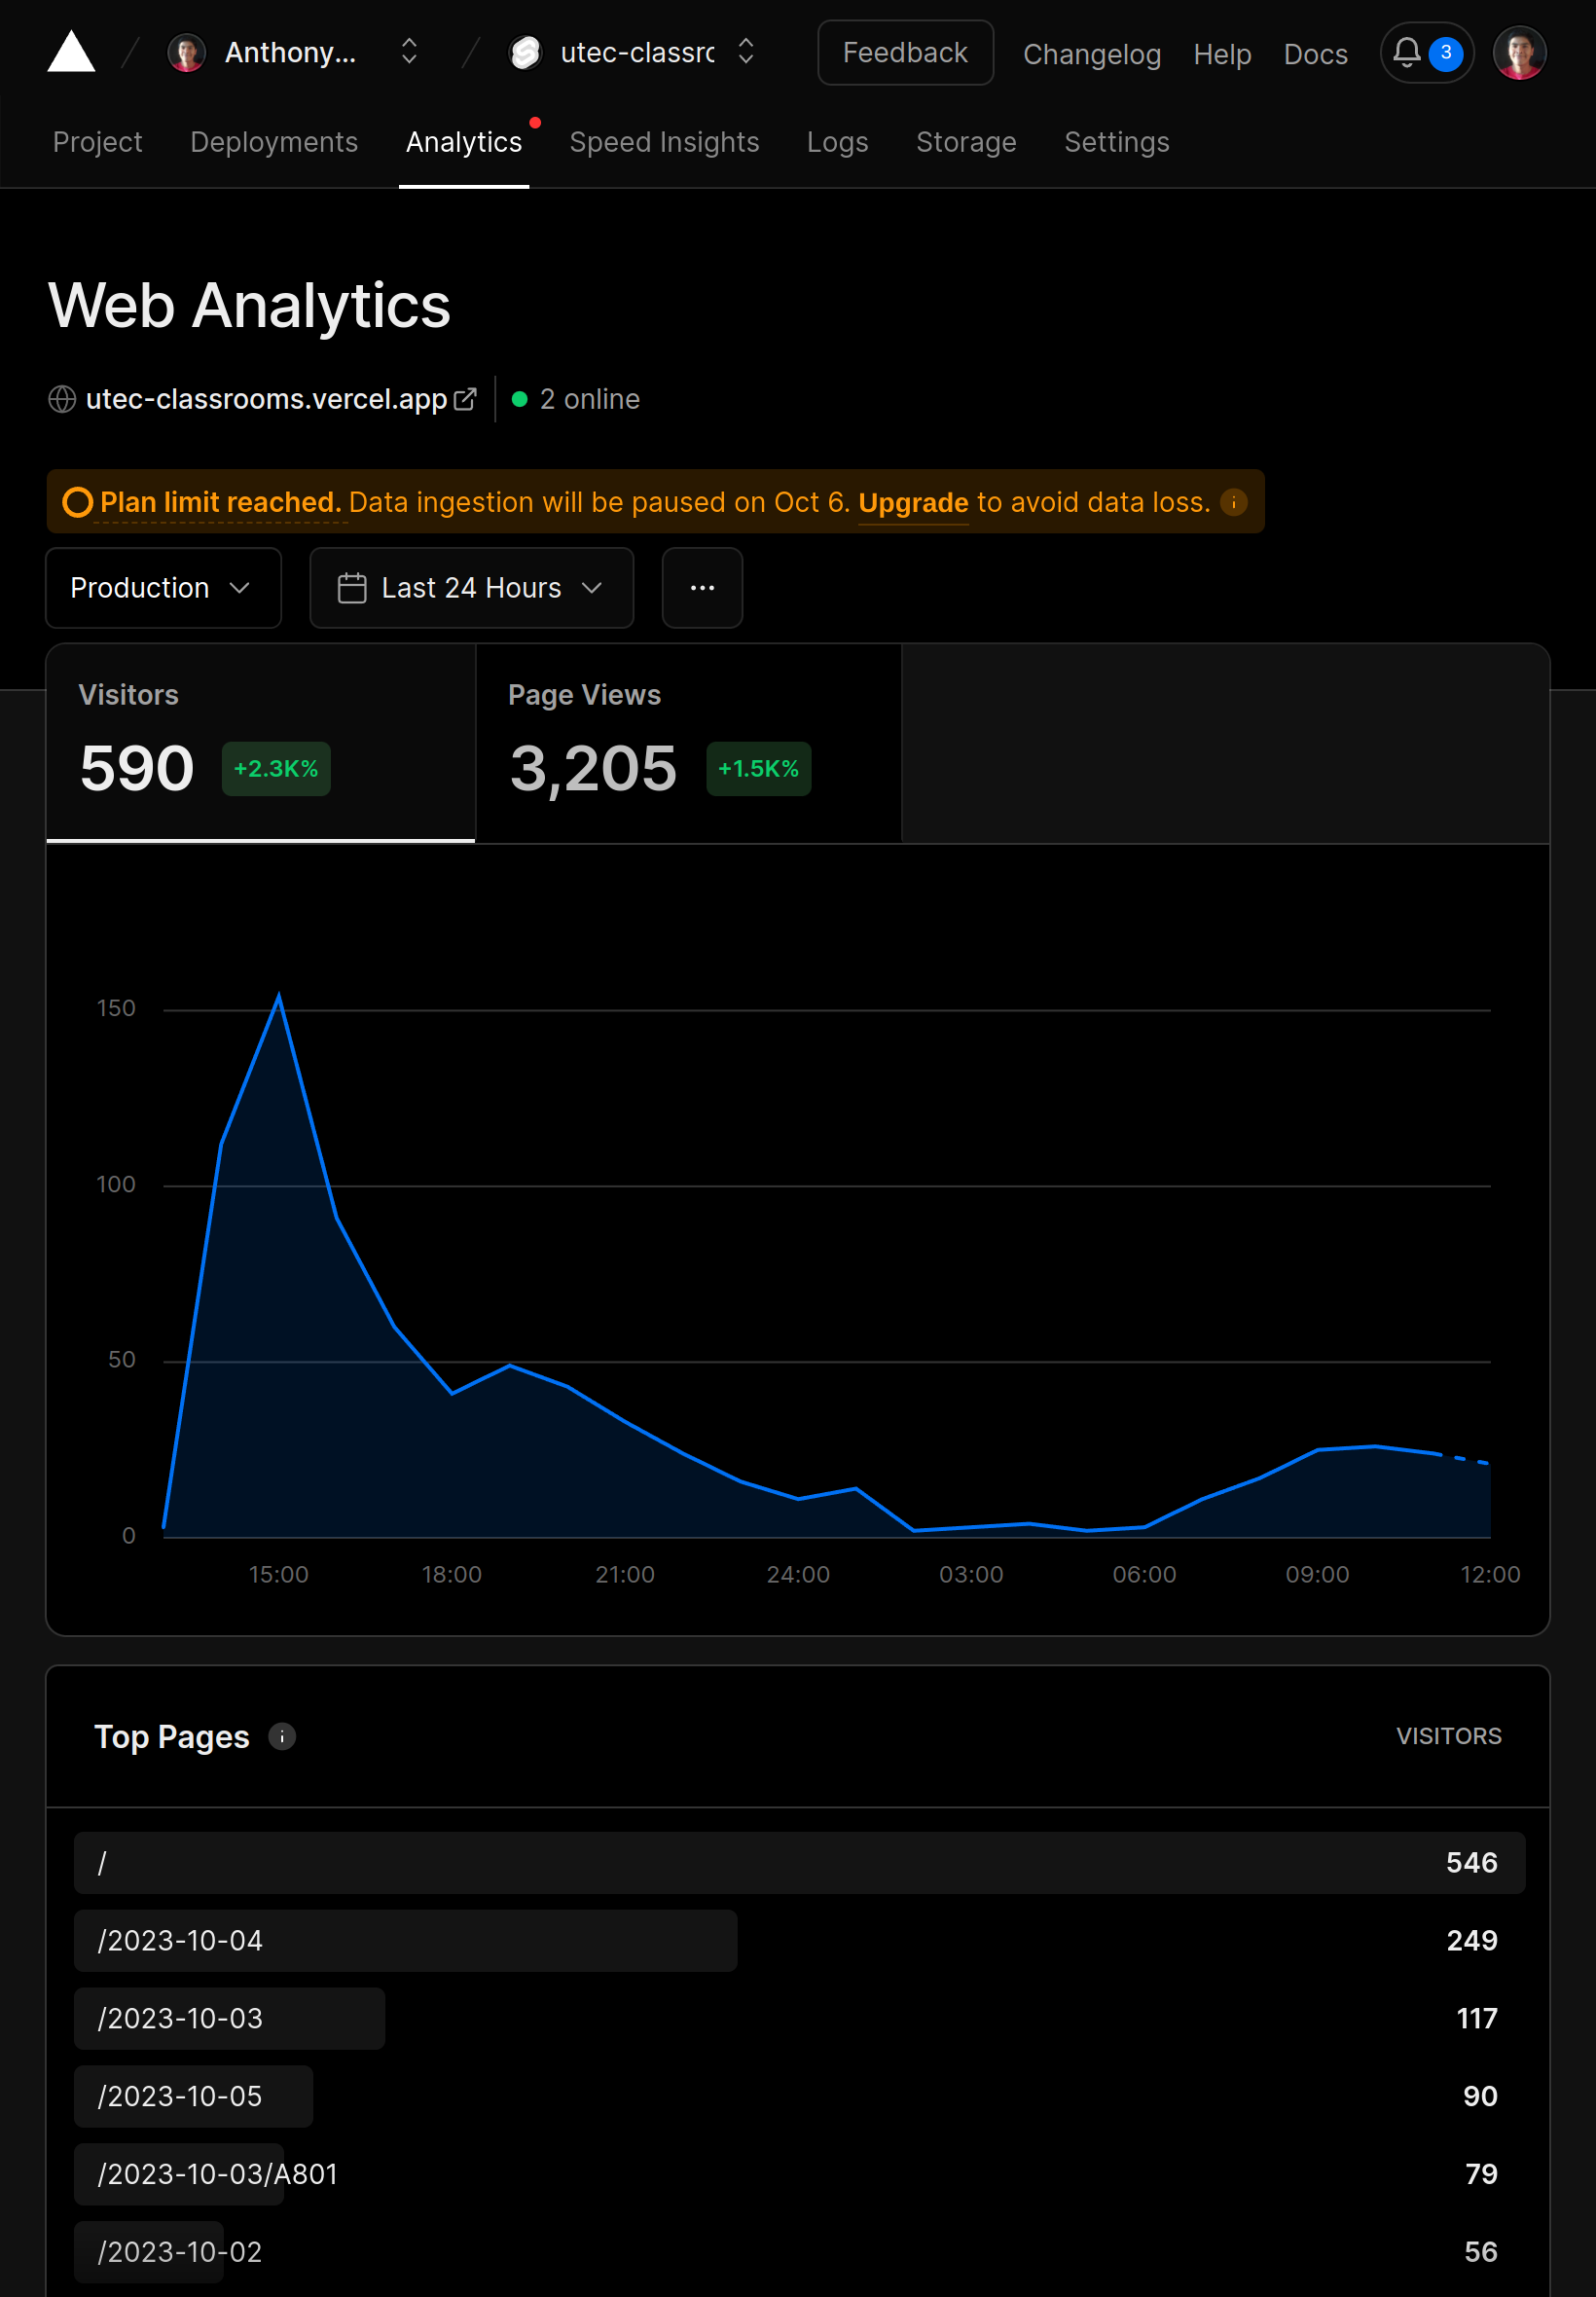 Anthony... utec-classrc Feedback Changelog Help Docs 3
Project Deployments Analytics Speed Insights Logs Storage Settings
Web Analytics
utec-classrooms.vercel.app 2 online
Plan limit reached. Data ingestion will be paused on Oct 6. Upgrade to avoid data loss.
Production Last 24 Hours ...
Visitors Page Views
590 +2.3K% 3,205 +1.5K%
150
100
50
0
15:00 18:00 21:00 24:00 03:00 06:00 09:00 12:00
Top Pages VISITORS
/ 546
/2023-10-04 249
/2023-10-03 117
/2023-10-05 90
/2023-10-03/A801 79
/2023-10-02 56